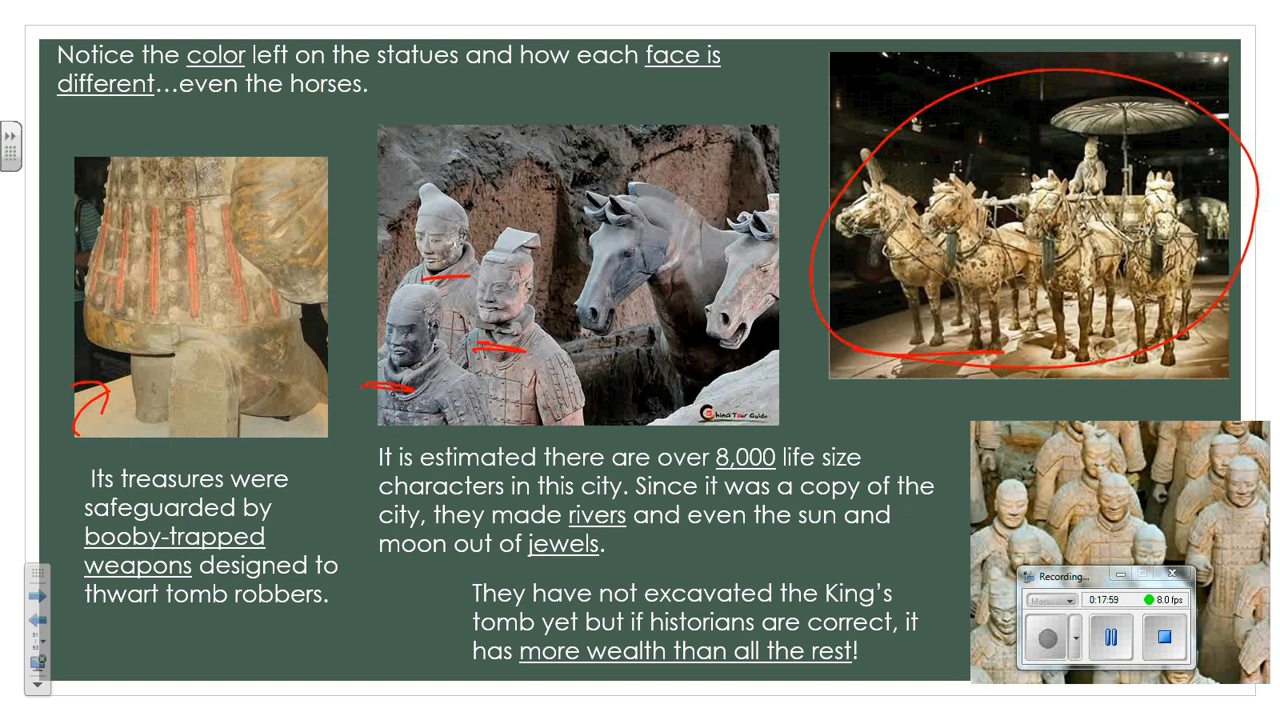 Notice the color left on the statues and how each face is
different…even the horses.
China Tour Guide
Its treasures were
safeguarded by
booby-trapped
weapons designed to
thwart tomb robbers.
It is estimated there are over 8,000 life size
characters in this city. Since it was a copy of the
city, they made rivers and even the sun and
moon out of jewels.
They have not excavated the King's
tomb yet but if historians are correct, it
has more wealth than all the rest!
Recording...
0:17:59
8.0 fps